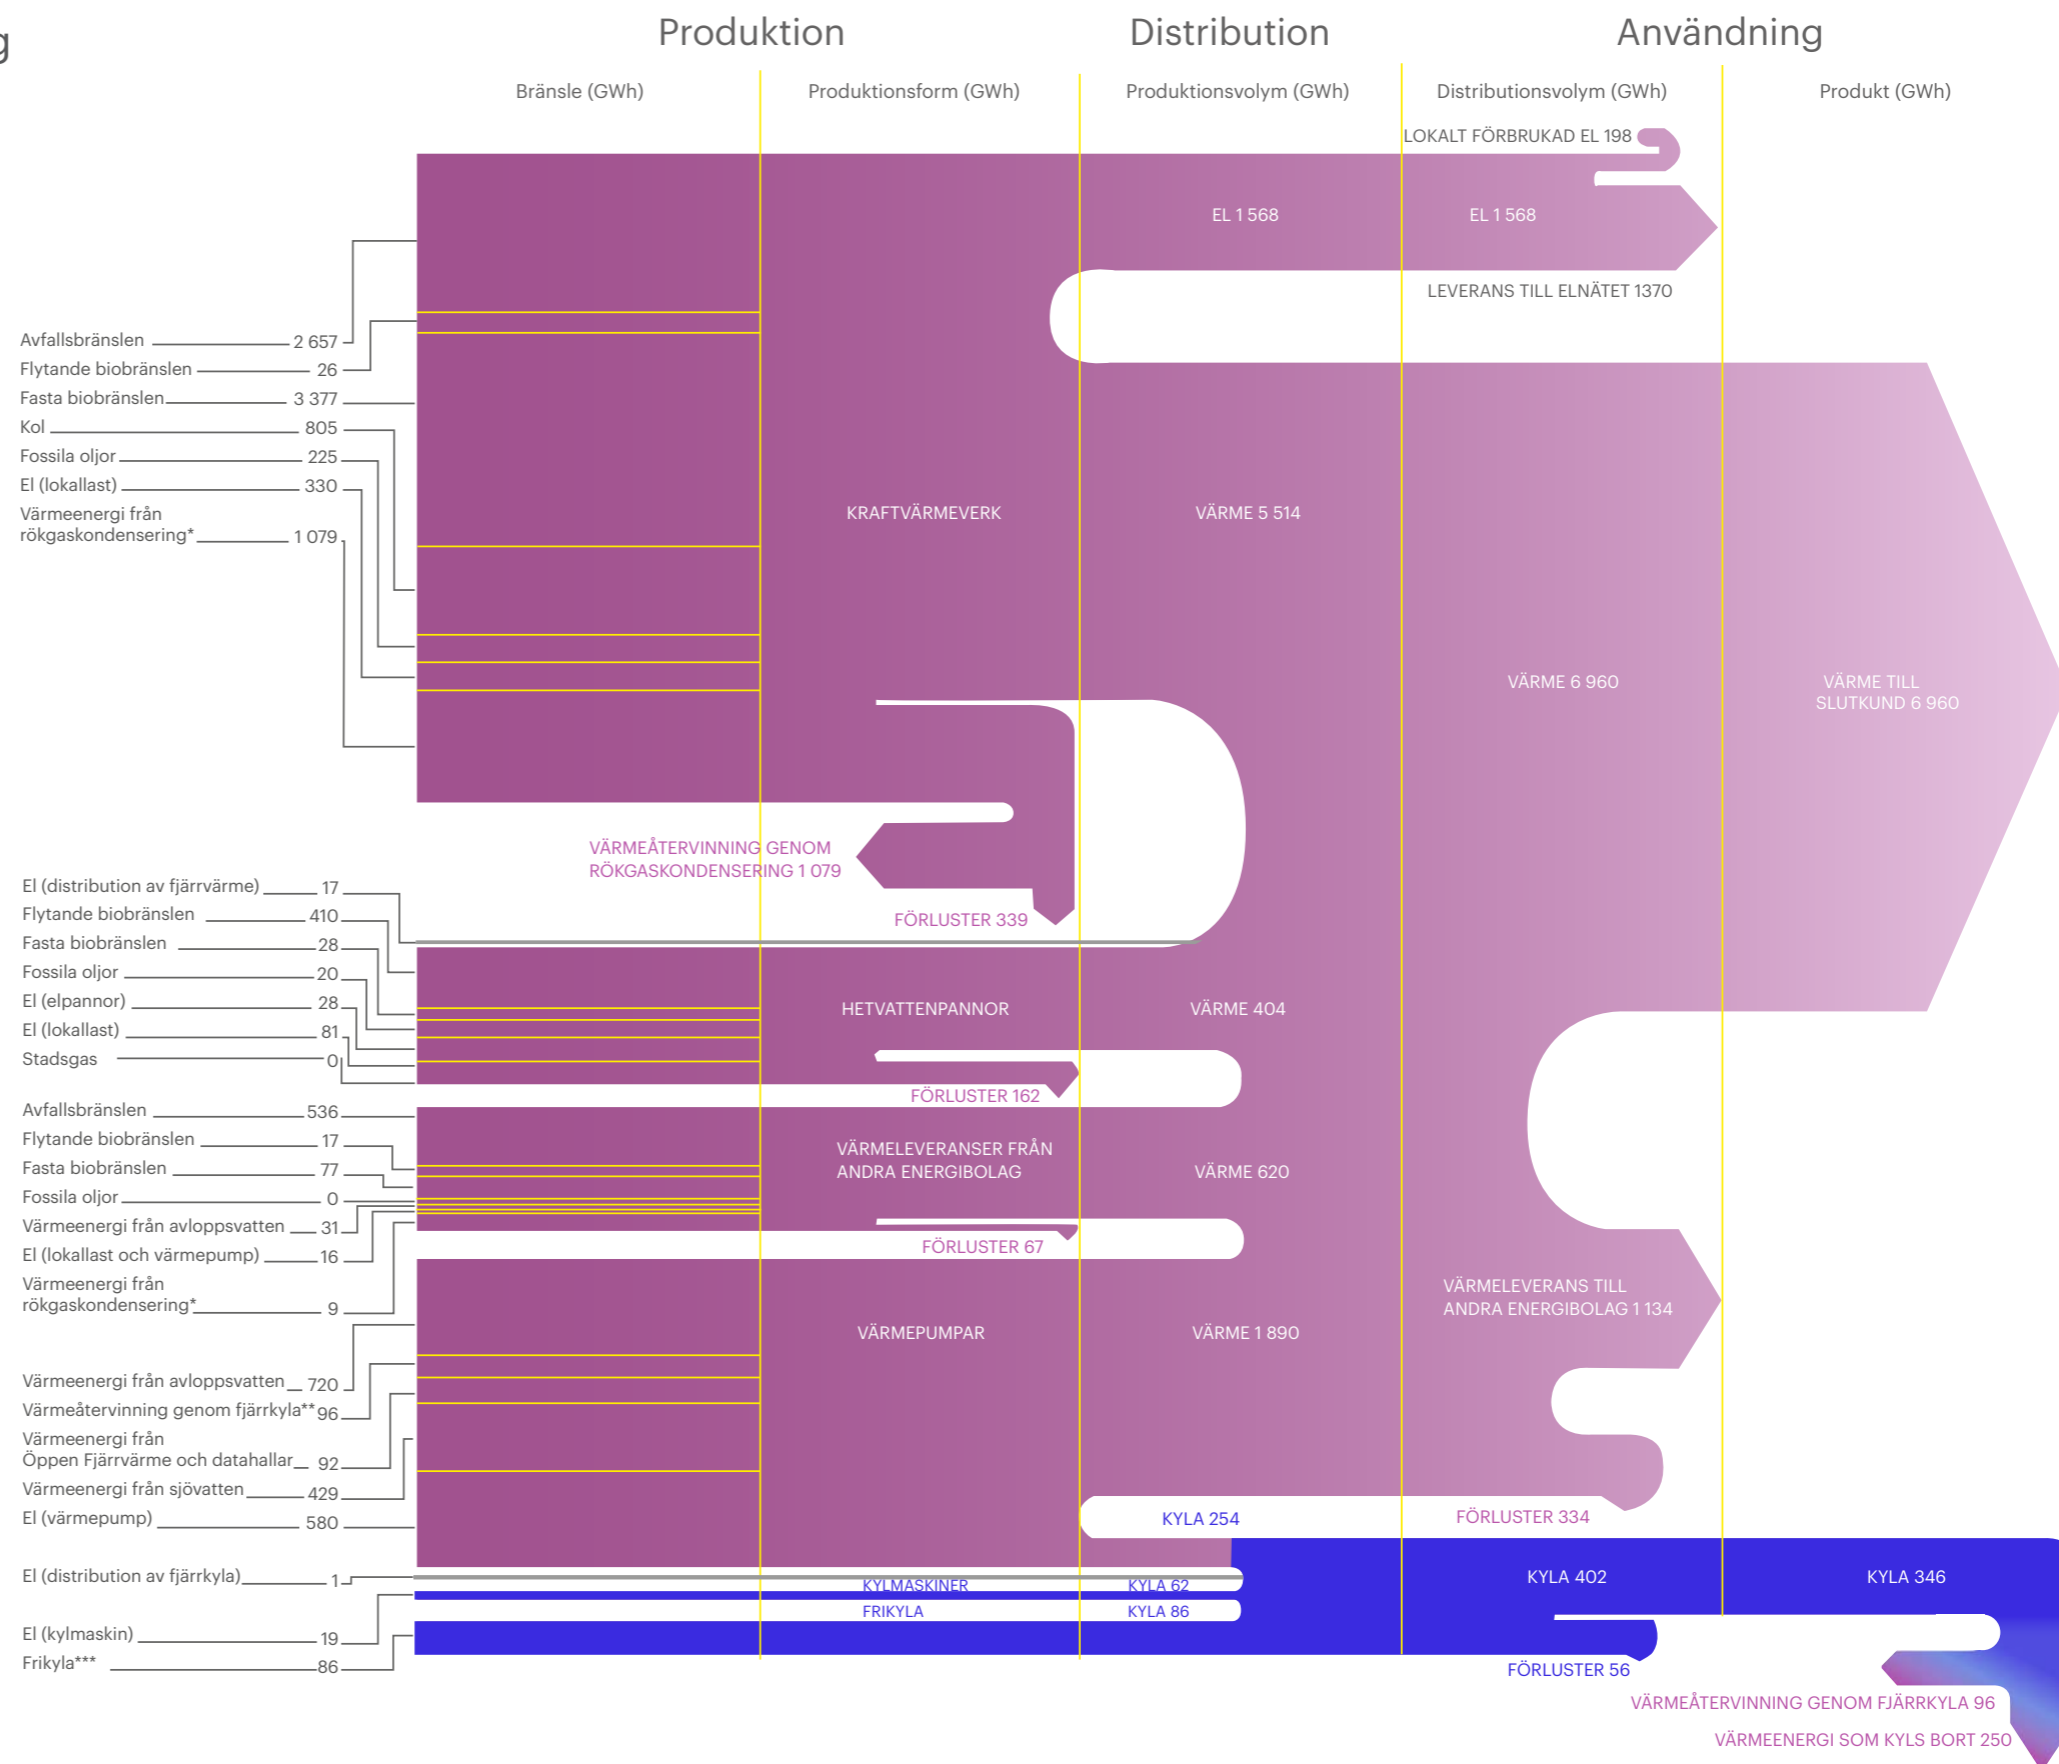 g
Produktion
Distribution
Användning
Bränsle (GWh)
Produktionsform (GWh)
Produktionsvolym (GWh)
Distributionsvolym (GWh)
Produkt (GWh)
LOKALT FÖRBRUKAD EL 198
EL 1 568
EL 1 568
LEVERANS TILL ELNÄTET 1370
Avfallsbränslen 2 657
Flytande biobränslen 26
Fasta biobränslen 3 377
Kol 805
Fossila oljor 225
El (lokallast) 330
Värmeenergi från
rökgaskondensering* 1 079
KRAFTVÄRMEVERK
VÄRME 5 514
VÄRME 6 960
VÄRME TILL
SLUTKUND 6 960
VÄRMEÅTERVINNING GENOM
RÖKGASKONDENSERING 1 079
FÖRLUSTER 339
El (distribution av fjärrvärme) 17
Flytande biobränslen 410
Fasta biobränslen 28
Fossila oljor 20
El (elpannor) 28
El (lokallast) 81
Stadsgas 0
HETVATTENPANNOR
VÄRME 404
FÖRLUSTER 162
Avfallsbränslen 536
Flytande biobränslen 17
Fasta biobränslen 77
Fossila oljor 0
Värmeenergi från avloppsvatten 31
El (lokallast och värmepump) 16
Värmeenergi från
rökgaskondensering* 9
VÄRMELEVERANSER FRÅN
ANDRA ENERGIBOLAG
VÄRME 620
FÖRLUSTER 67
VÄRMELEVERANS TILL
ANDRA ENERGIBOLAG 1 134
VÄRMEPUMPAR
VÄRME 1 890
Värmeenergi från avloppsvatten 720
Värmeåtervinning genom fjärrkyla** 96
Värmeenergi från
Öppen Fjärrvärme och datahallar 92
Värmeenergi från sjövatten 429
El (värmepump) 580
KYLA 254
FÖRLUSTER 334
El (distribution av fjärrkyla) 1
KYLMASKINER
KYLA 62
KYLA 402
KYLA 346
FRIKYLA
KYLA 86
El (kylmaskin) 19
Frikyla*** 86
FÖRLUSTER 56
VÄRMEÅTERVINNING GENOM FJÄRRKYLA 96
VÄRMEENERGI SOM KYLS BORT 250